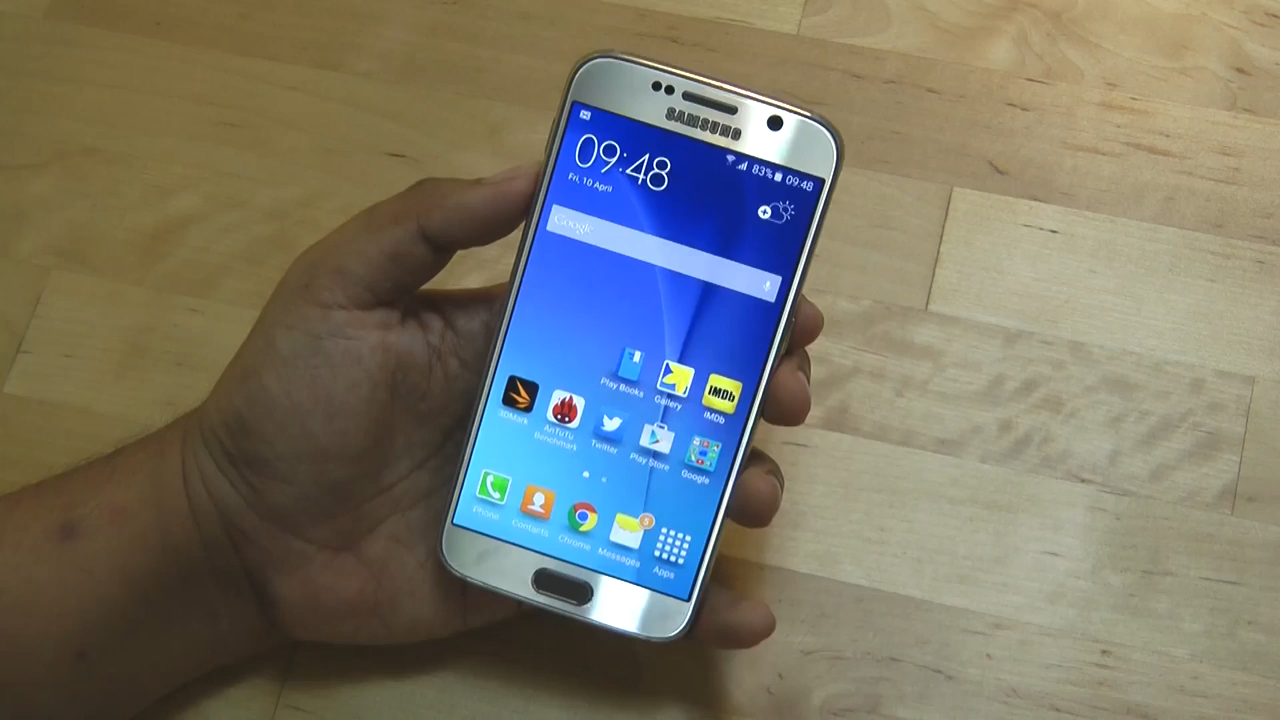 SAMSUNG
83% 09:48
09:48
Fri, 10 April
Google
Play Books
Gallery
IMDb
IMDb
3DMark
AnTuTu
Benchmark
Twitter
Play Store
Google
Phone
Contacts
Chrome
5
Messages
Apps